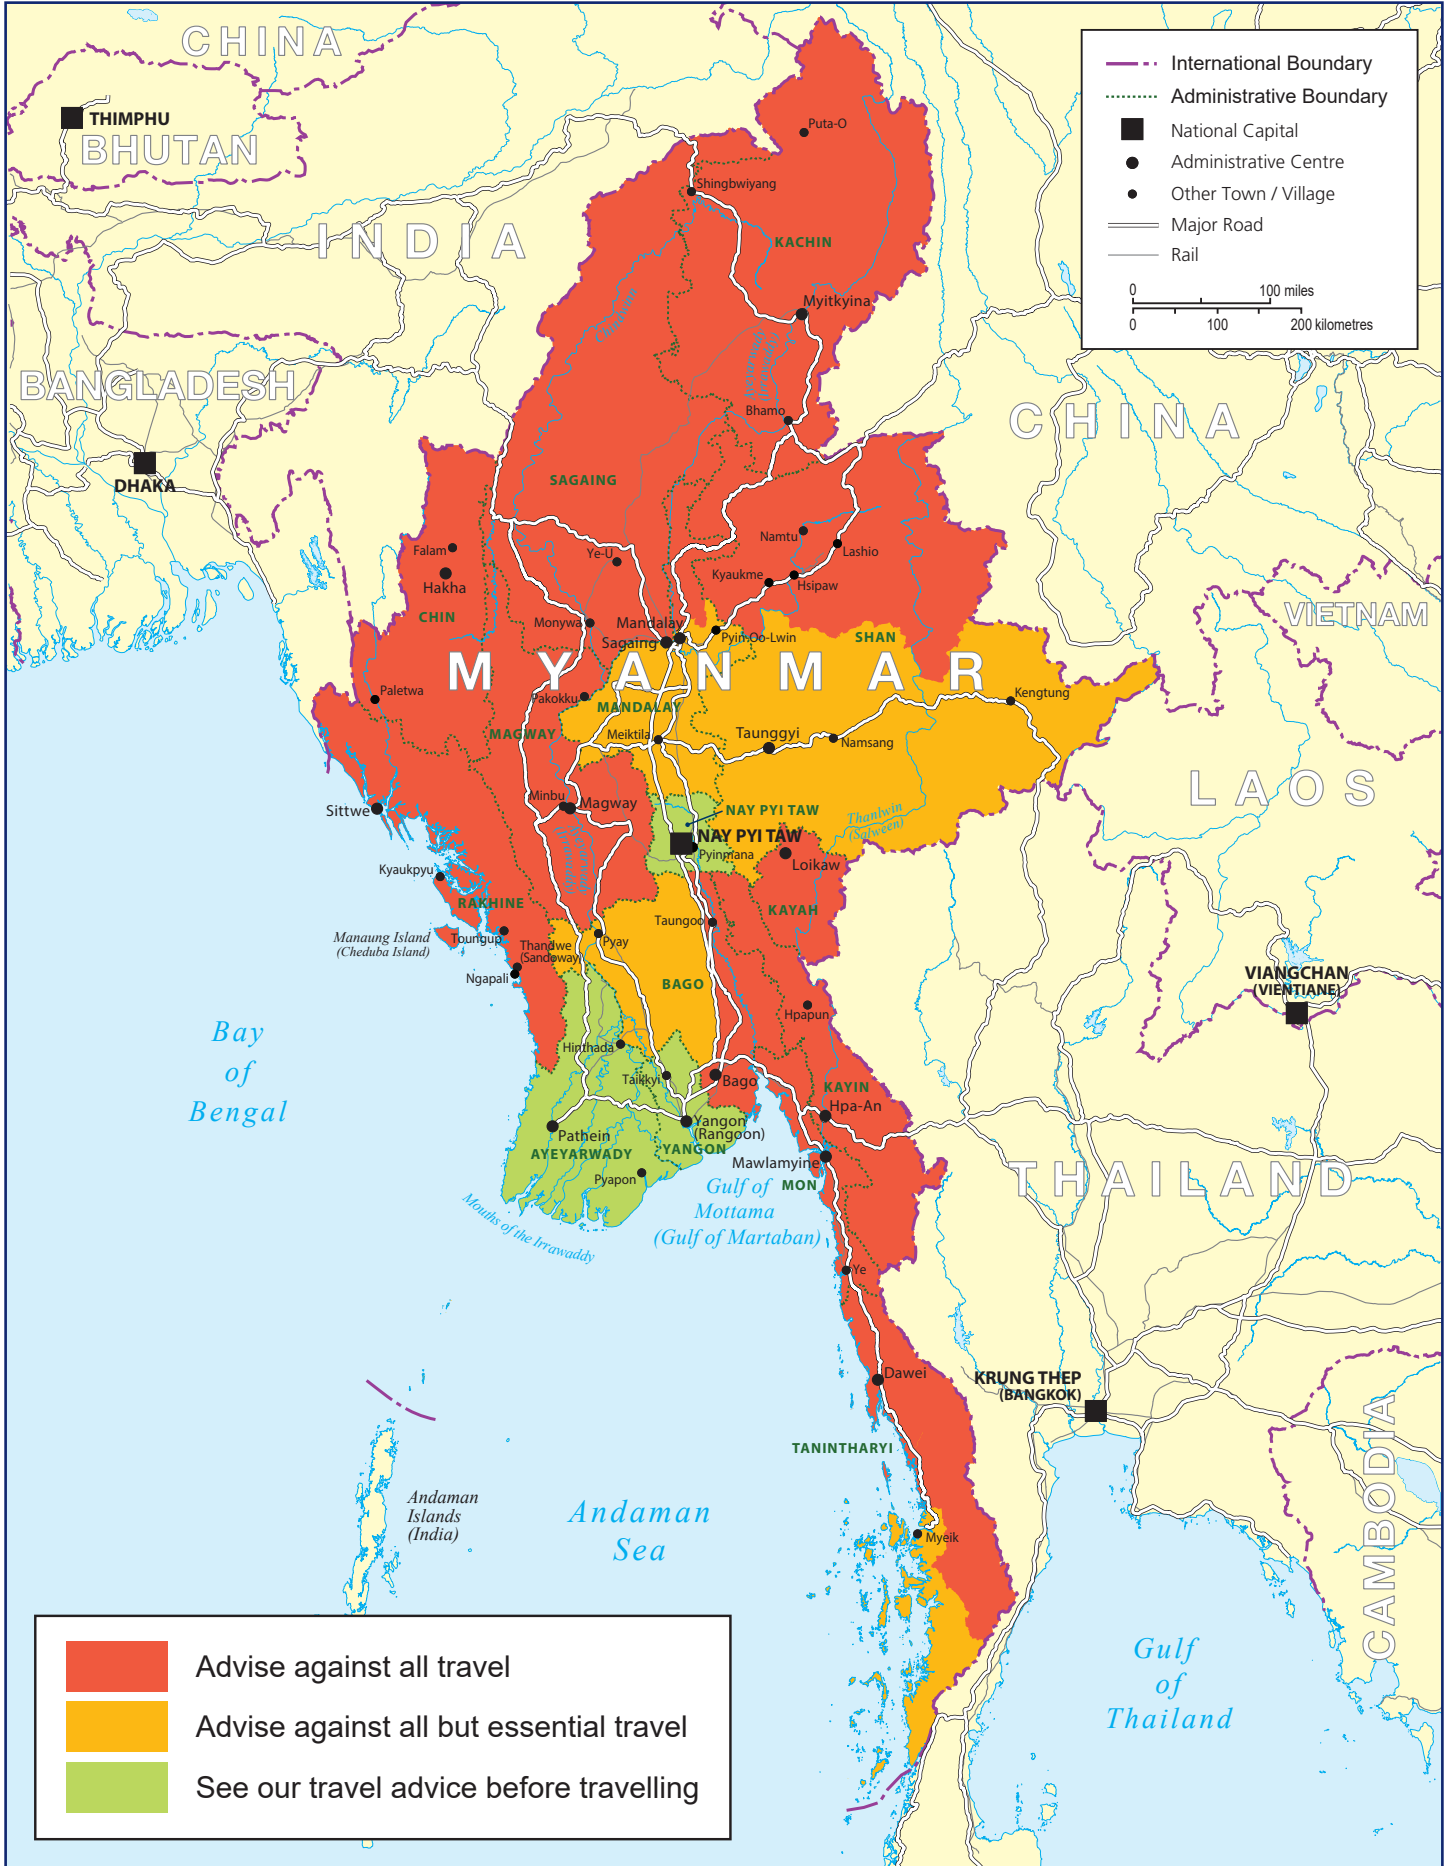 CHINA
THIMPHU
BHUTAN
INDIA
BANGLADESH
DHAKA
International Boundary
Administrative Boundary
National Capital
Administrative Centre
Other Town / Village
Major Road
Rail
0 100 miles
0 100 200 kilometres
Puta-O
Shingbwiyang
KACHIN
Myitkyina
Bhamo
CHINA
SAGAING
Falam
Hakha
CHIN
Ye-U
Namtu
Lashio
Kyaukme
Hsipaw
Monywa
Mandalay
Sagaing
Pyin-Oo-Lwin
SHAN
VIETNAM
MYANMAR
Paletwa
Pakokku
MANDALAY
Kengtung
MAGWAY
Meiktila
Taunggyi
Namsang
LAOS
Sittwe
Minbu
Magway
NAY PYI TAW
Thanlwin
(Salween)
NAY PYI TAW
Pyinmana
Loikaw
Kyaukpyu
RAKHINE
KAYAH
Manaung Island
(Cheduba Island)
Toungup
Taungoo
Thandwe
(Sandoway)
Pyay
Ngapali
BAGO
VIANGCHAN
(VIENTIANE)
Hpapun
Bay
of
Bengal
Hinthada
Taikkyi
Bago
KAYIN
Hpa-An
Pathein
Yangon
(Rangoon)
AYEYARWADY
YANGON
Mawlamyine
MON
THAILAND
Pyapon
Gulf of
Mottama
(Gulf of Martaban)
Mouths of the Irrawaddy
Ye
Dawei
KRUNG THEP
(BANGKOK)
TANINTHARYI
CAMBODIA
Andaman
Islands
(India)
Andaman
Sea
Myeik
Gulf
of
Thailand
Advise against all travel
Advise against all but essential travel
See our travel advice before travelling